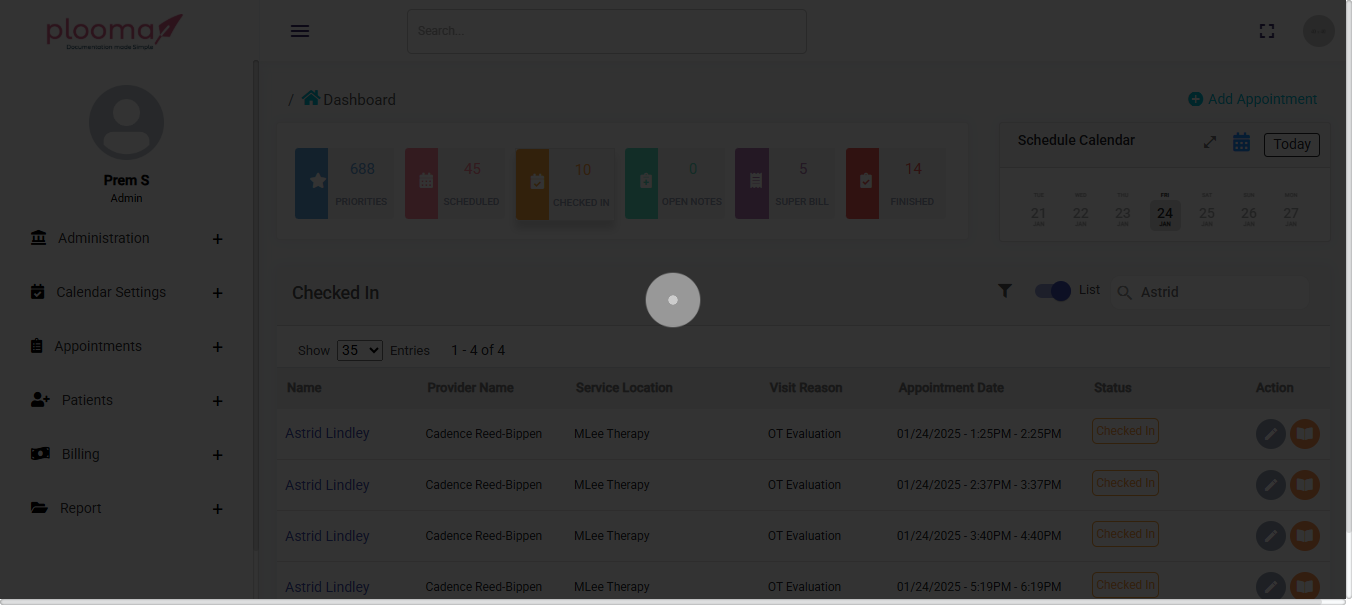 plooma
Documentation made Simple
Search...
Prem S
Admin
Administration +
Calendar Settings +
Appointments +
Patients +
Billing +
Report +
/ Dashboard
Add Appointment
688
PRIORITIES
45
SCHEDULED
10
CHECKED IN
0
OPEN NOTES
5
SUPER BILL
14
FINISHED
Schedule Calendar
Today
TUE WED THU FRI SAT SUN MON
21 22 23 24 25 26 27
JAN JAN JAN JAN JAN JAN JAN
Checked In
List
Astrid
Show 35 Entries 1 - 4 of 4
Name Provider Name Service Location Visit Reason Appointment Date Status Action
Astrid Lindley Cadence Reed-Bippen MLee Therapy OT Evaluation 01/24/2025 - 1:25PM - 2:25PM Checked In
Astrid Lindley Cadence Reed-Bippen MLee Therapy OT Evaluation 01/24/2025 - 2:37PM - 3:37PM Checked In
Astrid Lindley Cadence Reed-Bippen MLee Therapy OT Evaluation 01/24/2025 - 3:40PM - 4:40PM Checked In
Astrid Lindley Cadence Reed-Bippen MLee Therapy OT Evaluation 01/24/2025 - 5:19PM - 6:19PM Checked In